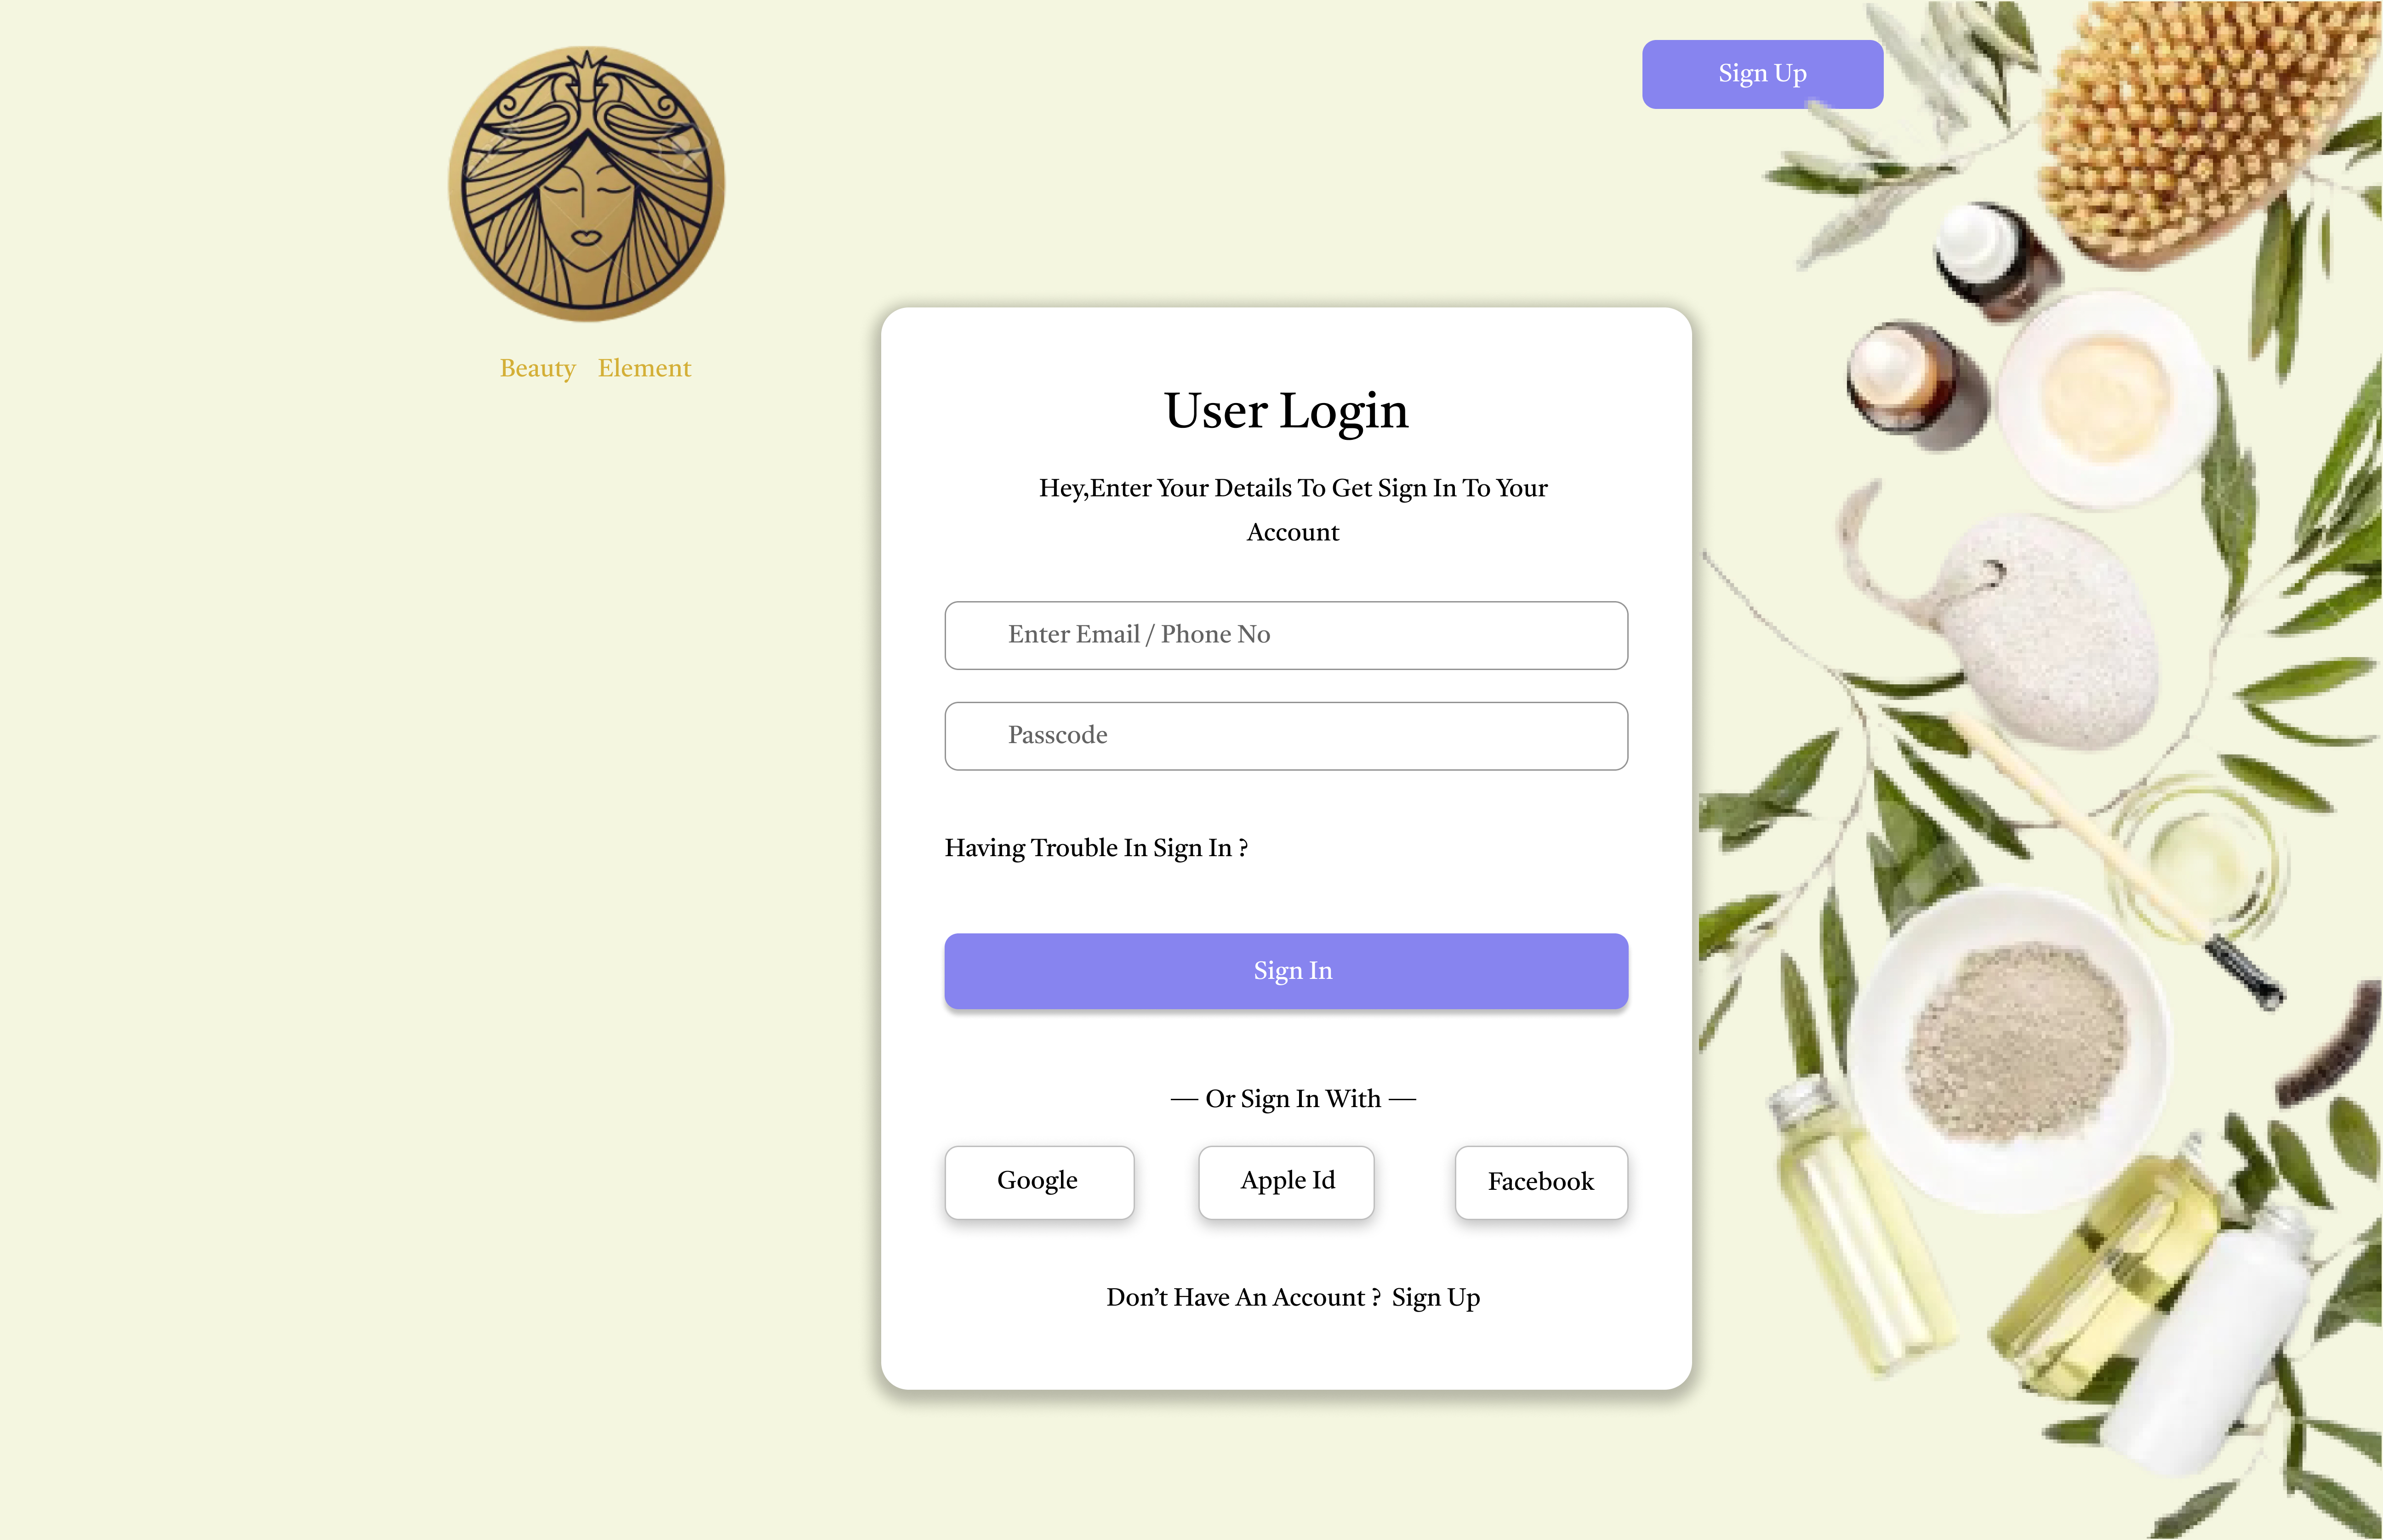 Sign Up
Beauty Element
User Login
Hey,Enter Your Details To Get Sign In To Your
Account
Enter Email / Phone No
Passcode
Having Trouble In Sign In ?
Sign In
— Or Sign In With —
Google
Apple Id
Facebook
Don’t Have An Account ? Sign Up